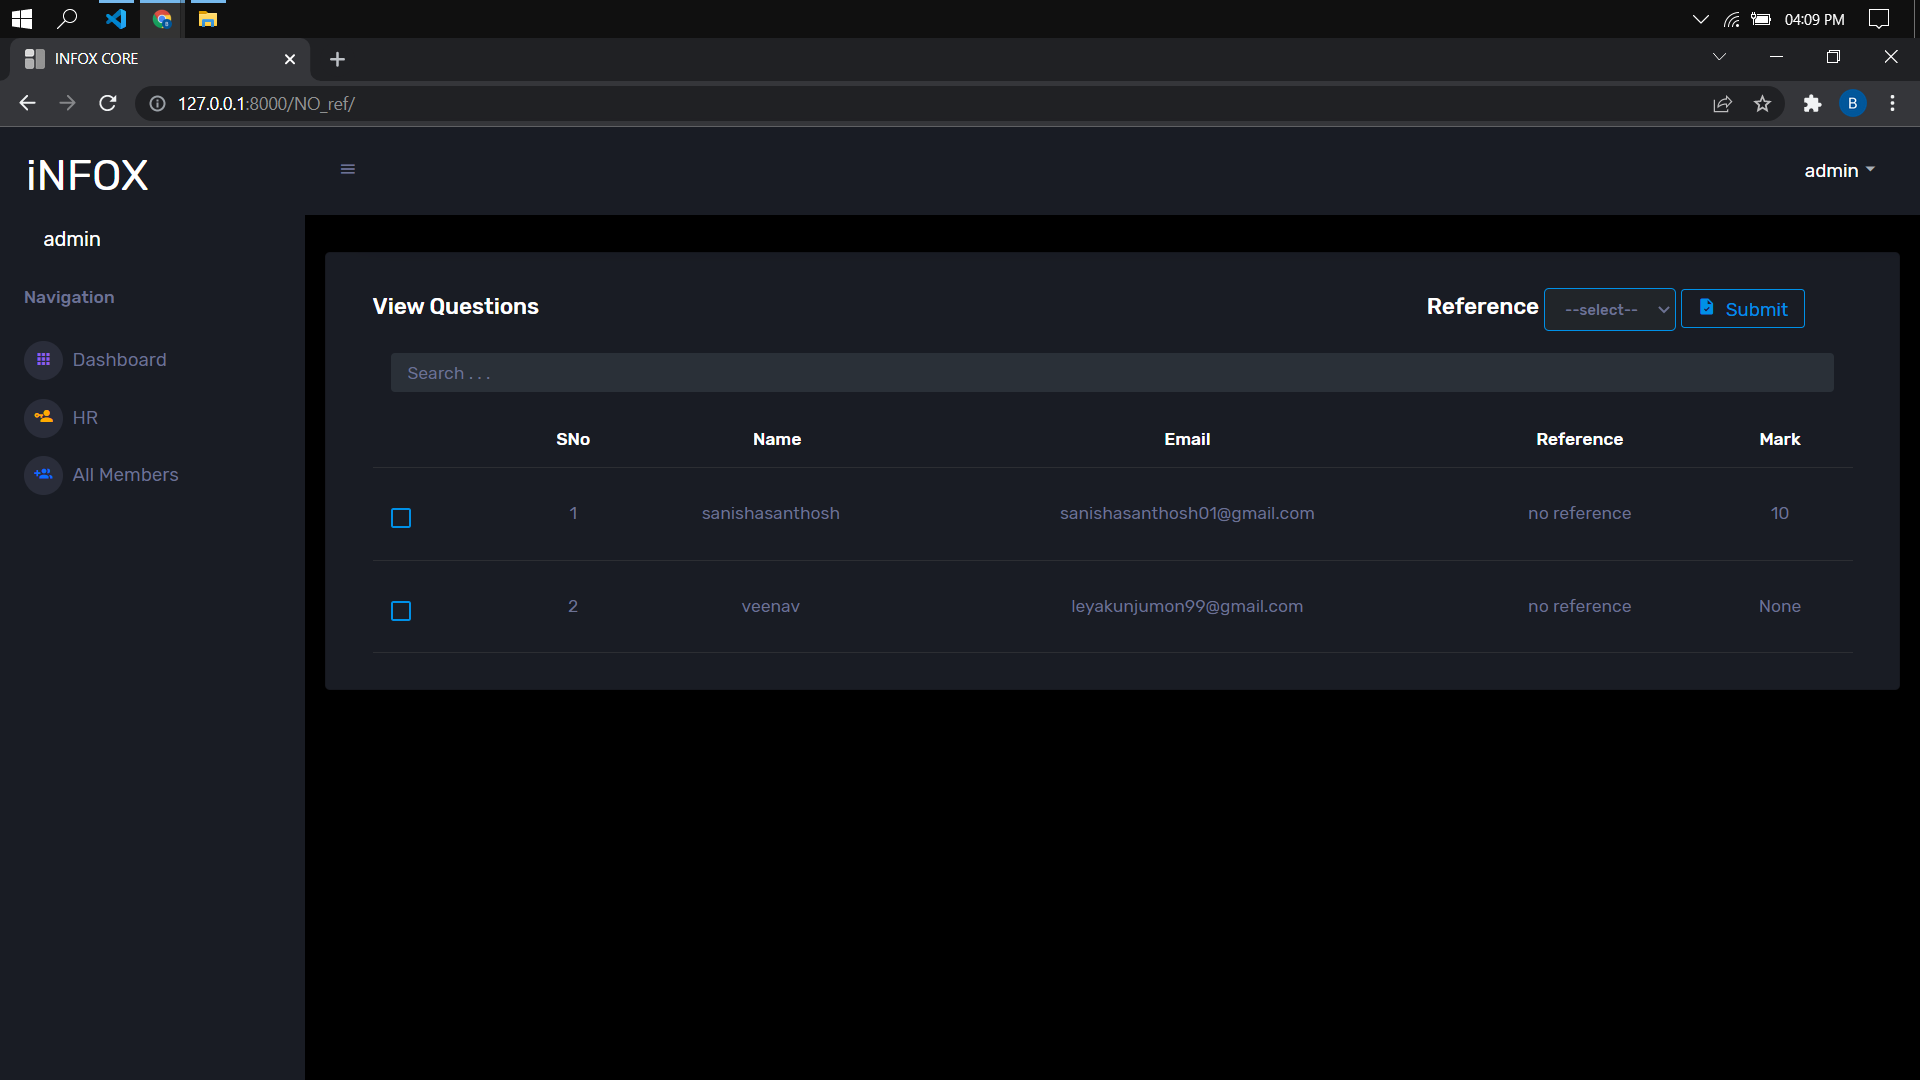 04:09 PM
INFOX CORE
127.0.0.1:8000/NO_ref/
B
iNFOX
admin
admin
Navigation
Dashboard
HR
All Members
View Questions
Reference --select-- Submit
Search . . .
SNo Name Email Reference Mark
1 sanishasanthosh sanishasanthosh01@gmail.com no reference 10
2 veenav leyakunjumon99@gmail.com no reference None